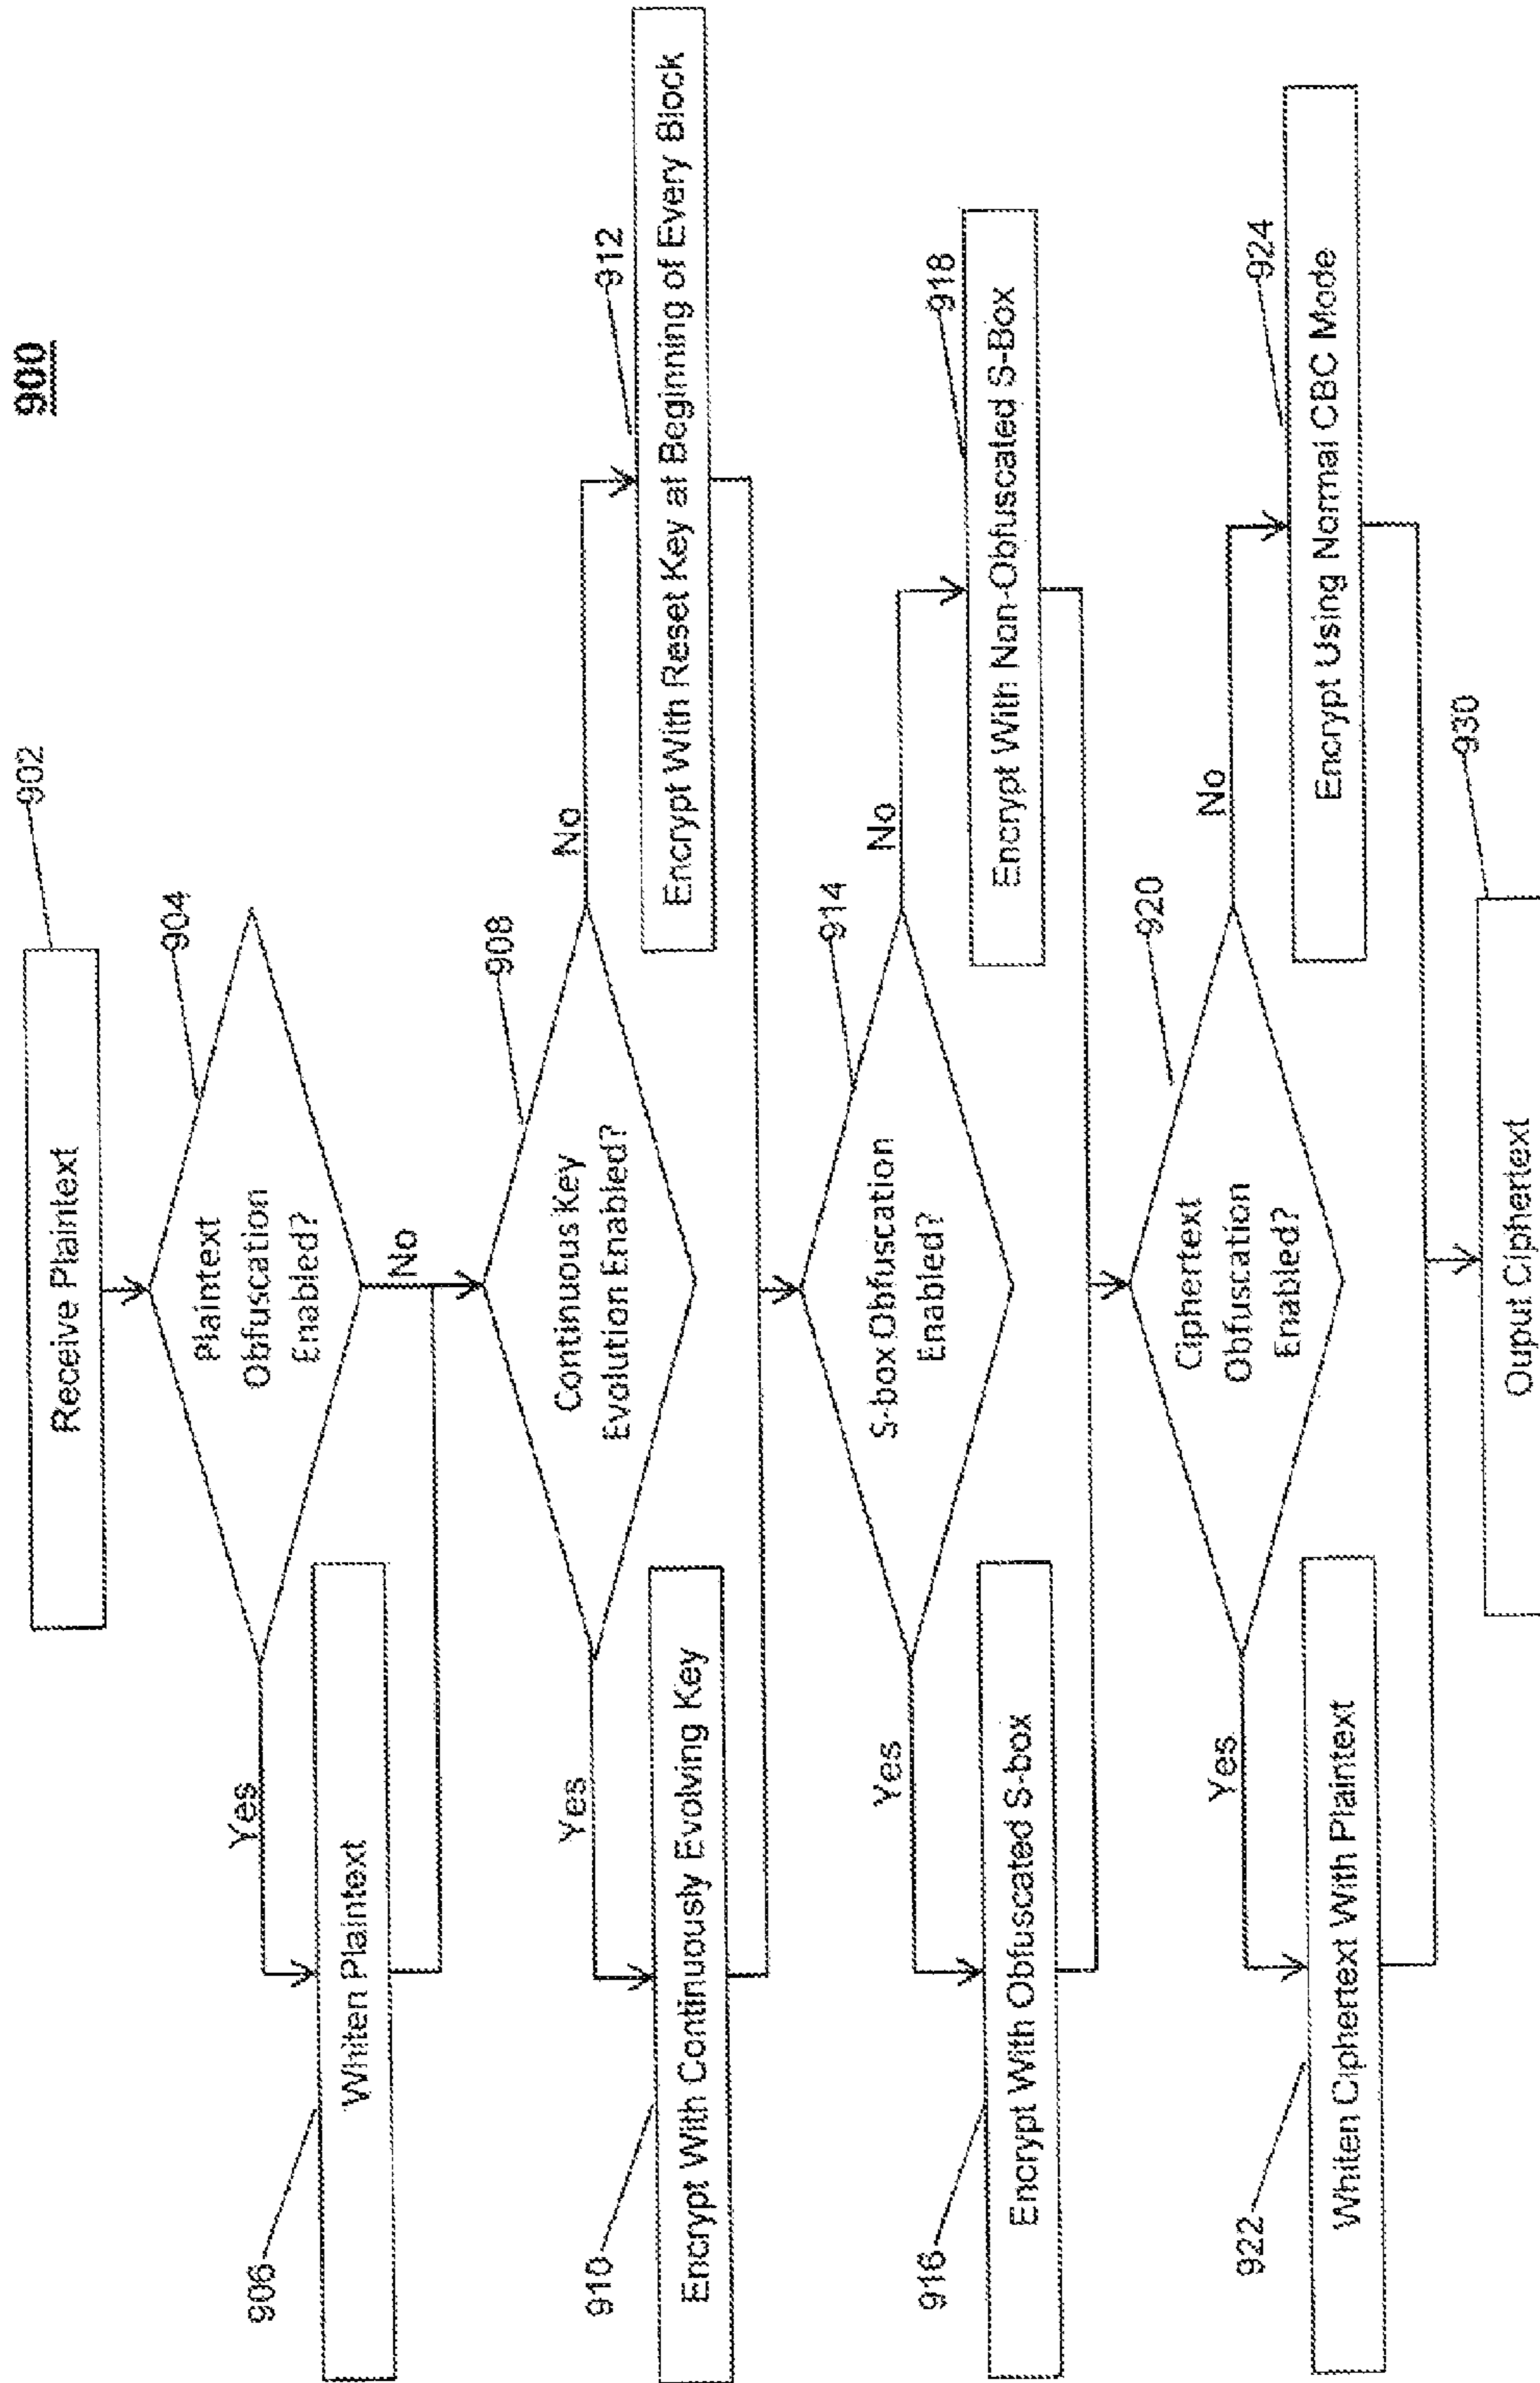 900
Receive Plaintext
902
Plaintext
Obfuscation
Enabled?
904
Yes
No
906
Whiten Plaintext
Continuous Key
Evolution Enabled?
908
Yes
No
910
Encrypt With Continuously Evolving Key
912
Encrypt With Reset Key at Beginning of Every Block
S-box Obfuscation
Enabled?
914
Yes
No
916
Encrypt With Obfuscated S-box
918
Encrypt With Non-Obfuscated S-Box
Ciphertext
Obfuscation
Enabled?
920
Yes
No
922
Whiten Ciphertext With Plaintext
924
Encrypt Using Normal CBC Mode
930
Ouput Ciphertext